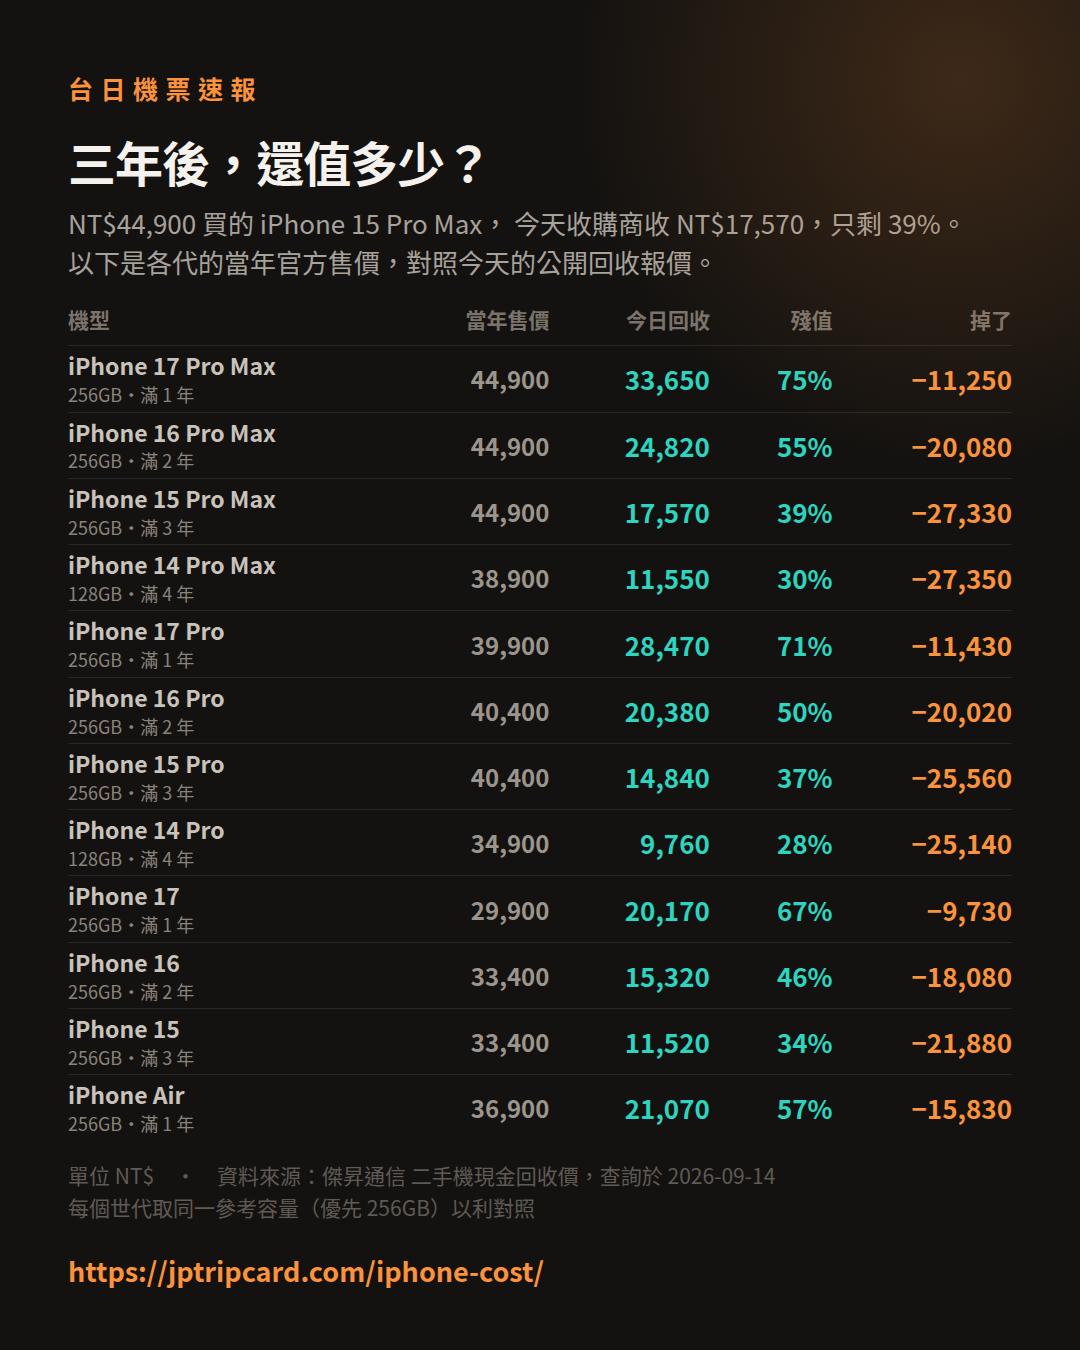 台日機票速報
三年後，還值多少？
NT$44,900 買的 iPhone 15 Pro Max， 今天收購商收 NT$17,570，只剩 39%。
以下是各代的當年官方售價，對照今天的公開回收報價。
機型 當年售價 今日回收 殘值 掉了
iPhone 17 Pro Max 44,900 33,650 75% −11,250
256GB・滿 1 年
iPhone 16 Pro Max 44,900 24,820 55% −20,080
256GB・滿 2 年
iPhone 15 Pro Max 44,900 17,570 39% −27,330
256GB・滿 3 年
iPhone 14 Pro Max 38,900 11,550 30% −27,350
128GB・滿 4 年
iPhone 17 Pro 39,900 28,470 71% −11,430
256GB・滿 1 年
iPhone 16 Pro 40,400 20,380 50% −20,020
256GB・滿 2 年
iPhone 15 Pro 40,400 14,840 37% −25,560
256GB・滿 3 年
iPhone 14 Pro 34,900 9,760 28% −25,140
128GB・滿 4 年
iPhone 17 29,900 20,170 67% −9,730
256GB・滿 1 年
iPhone 16 33,400 15,320 46% −18,080
256GB・滿 2 年
iPhone 15 33,400 11,520 34% −21,880
256GB・滿 3 年
iPhone Air 36,900 21,070 57% −15,830
256GB・滿 1 年
單位 NT$ ・ 資料來源：傑昇通信 二手機現金回收價，查詢於 2026-09-14
每個世代取同一參考容量（優先 256GB）以利對照
https://jptripcard.com/iphone-cost/